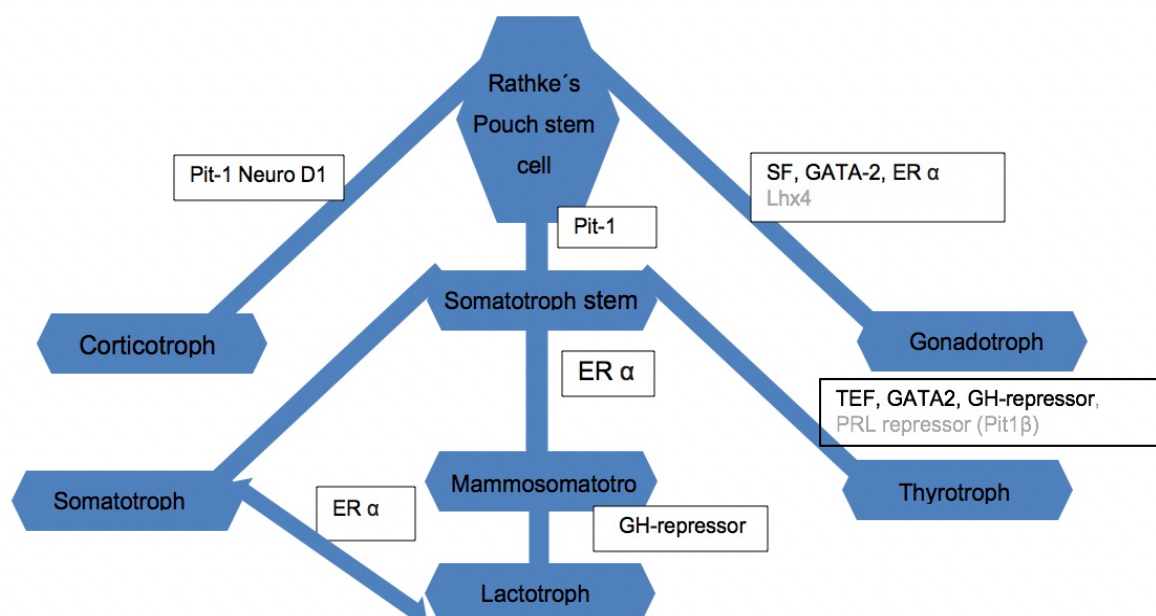 Rathke´s
Pouch stem
cell
Pit-1 Neuro D1
SF, GATA-2, ER α
Lhx4
Pit-1
Somatotroph stem
Corticotroph
Gonadotroph
ER α
TEF, GATA2, GH-repressor,
PRL repressor (Pit1β)
Somatotroph
ER α
Mammosomatotro
Thyrotroph
GH-repressor
Lactotroph